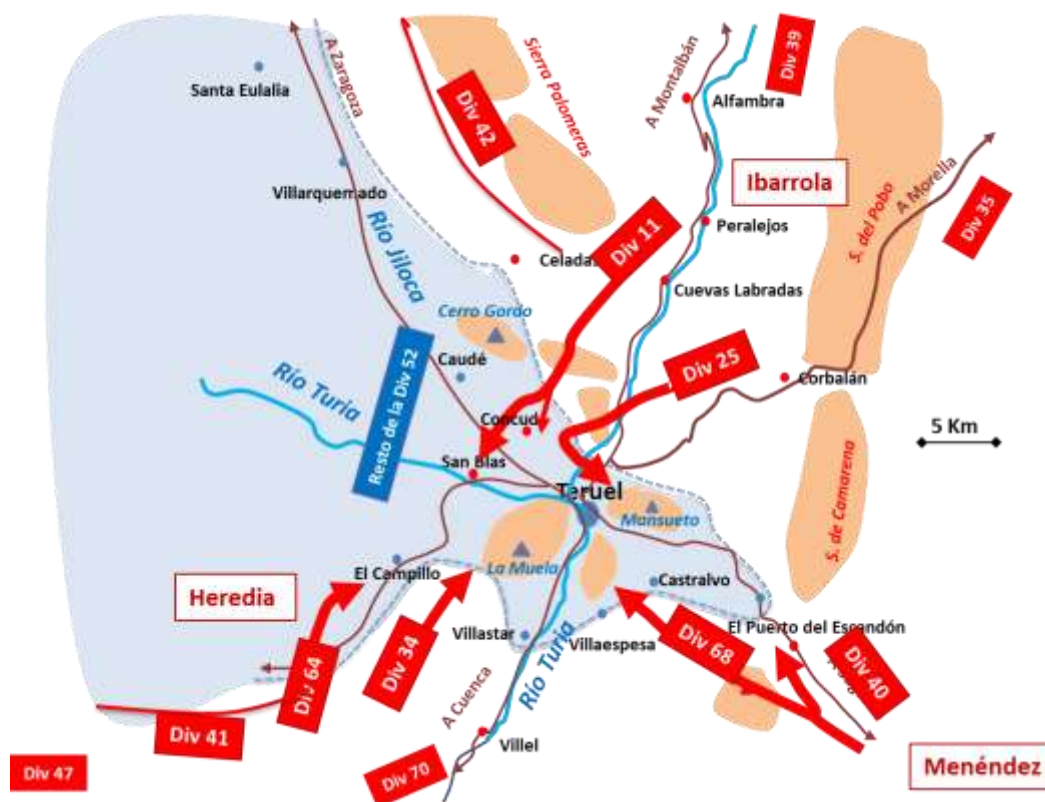 A Zaragoza
Santa Eulalia
Div 42
Sierra Palomeras
A Montalbán
Div 39
Alfambra
Ibarrola
Villarquemado
Río Jiloca
Div 11
Celadas
Peralejos
S. del Pobo
A Morella
Div 35
Cuevas Labradas
Cerro Gordo
Caudé
Río Turia
Resto de la Div 52
Div 25
Corbalán
Concud
5 Km
San Blas
Teruel
Mansueto
La Muela
S. de Camarena
El Campillo
Heredia
Castralvo
Villastar
Villaespesa
El Puerto del Escandón
Div 64
Div 34
Río Turia
Div 68
Div 40
A Cuenca
Div 41
Villel
Div 70
Div 47
Menéndez